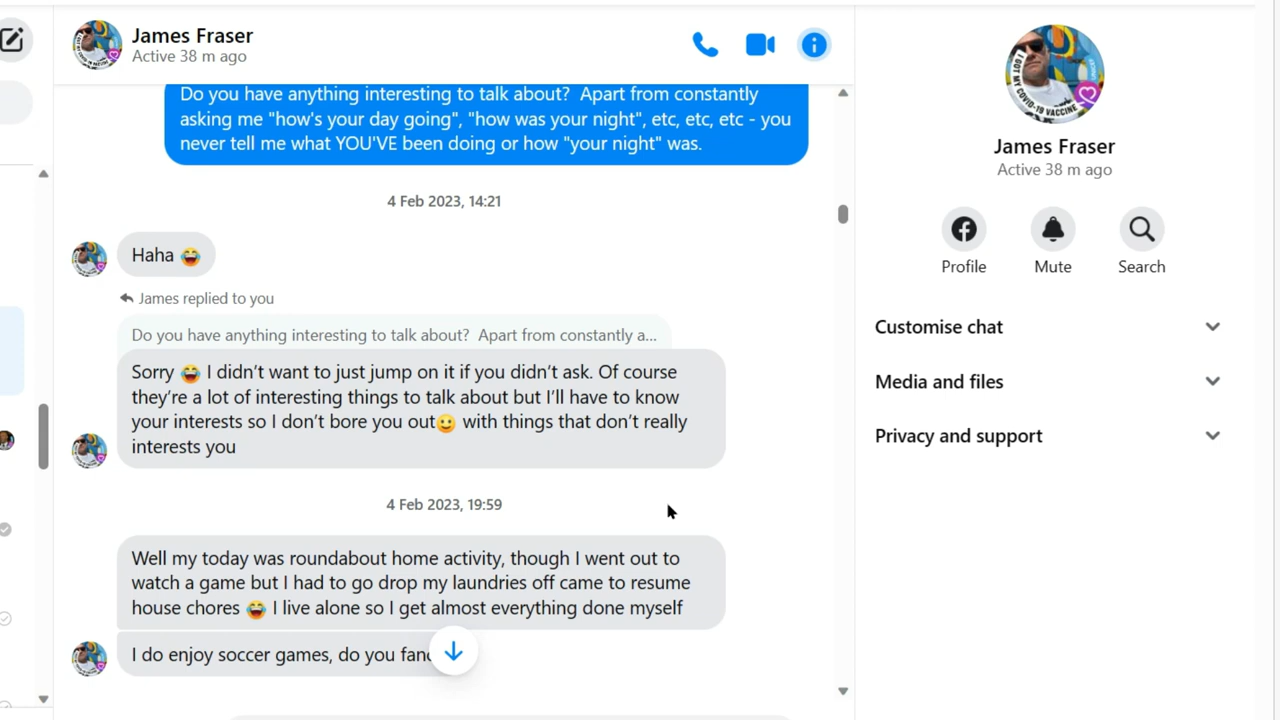 James Fraser
Active 38 m ago
Do you have anything interesting to talk about? Apart from constantly
asking me "how's your day going", "how was your night", etc, etc, etc - you
never tell me what YOU'VE been doing or how "your night" was.
4 Feb 2023, 14:21
Haha 😂
James replied to you
Do you have anything interesting to talk about? Apart from constantly a...
Sorry 😂 I didn’t want to just jump on it if you didn’t ask. Of course
they’re a lot of interesting things to talk about but I’ll have to know
your interests so I don’t bore you out🙂 with things that don’t really
interests you
4 Feb 2023, 19:59
Well my today was roundabout home activity, though I went out to
watch a game but I had to go drop my laundries off came to resume
house chores 😂 I live alone so I get almost everything done myself
I do enjoy soccer games, do you
I GOT MY COVID-19 VACCINE
James Fraser
Active 38 m ago
Profile
Mute
Search
Customise chat
Media and files
Privacy and support